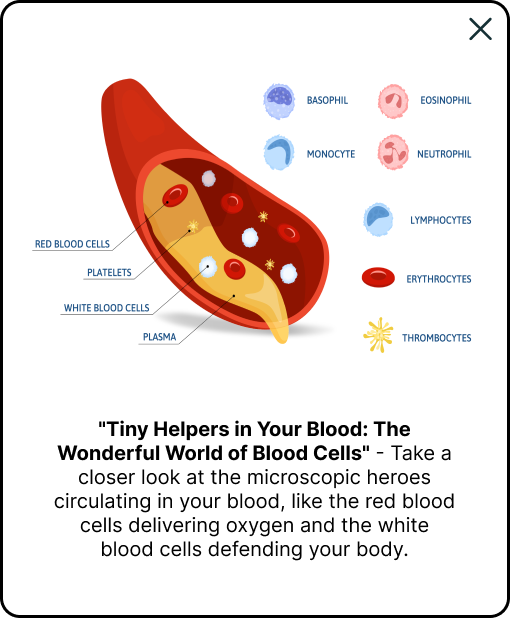 BASOPHIL
EOSINOPHIL
MONOCYTE
NEUTROPHIL
LYMPHOCYTES
RED BLOOD CELLS
PLATELETS
ERYTHROCYTES
WHITE BLOOD CELLS
PLASMA
THROMBOCYTES
"Tiny Helpers in Your Blood: The
Wonderful World of Blood Cells" - Take a
closer look at the microscopic heroes
circulating in your blood, like the red blood
cells delivering oxygen and the white
blood cells defending your body.